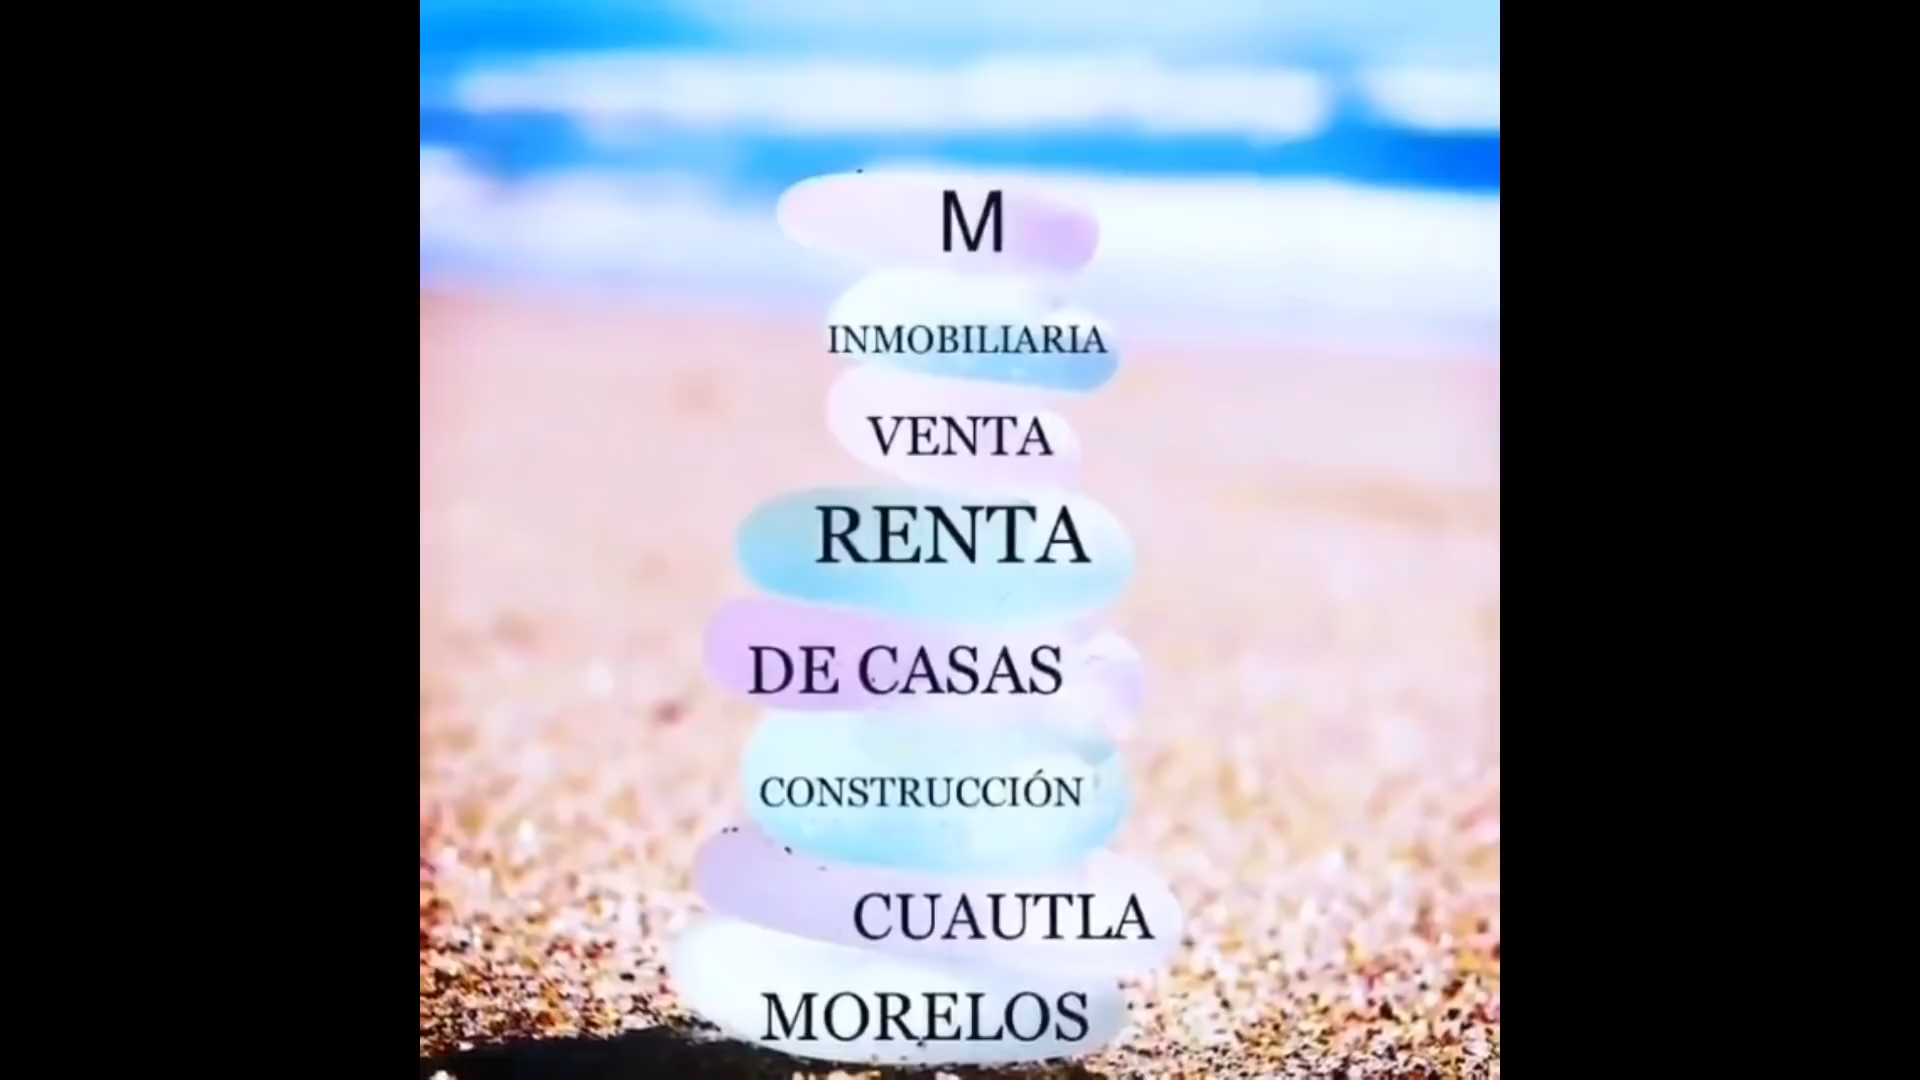 M
INMOBILIARIA
VENTA
RENTA
DE CASAS
CONSTRUCCIÓN
CUAUTLA
MORELOS